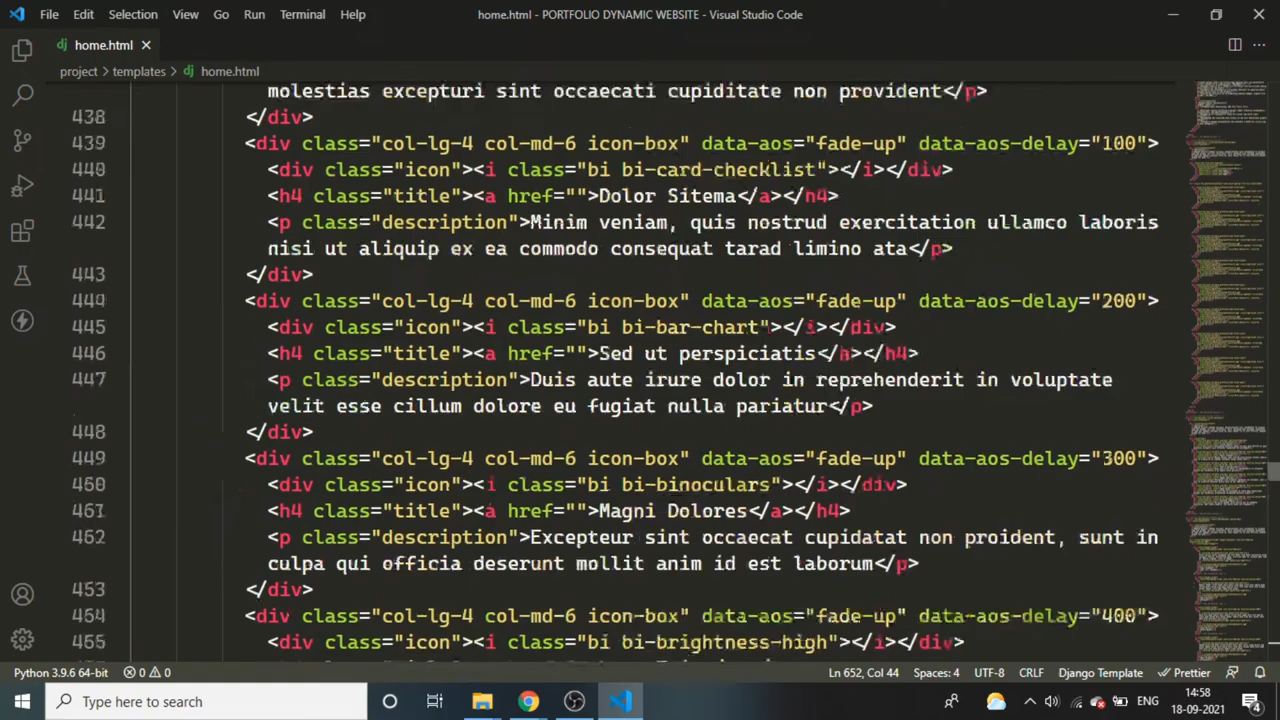 File Edit Selection View Go Run Terminal Help home.html - PORTFOLIO DYNAMIC WEBSITE - Visual Studio Code
home.html
project > templates > home.html
molestias excepturi sint occaecati cupiditate non provident</p>
438 </div>
439 <div class="col-lg-4 col-md-6 icon-box" data-aos="fade-up" data-aos-delay="100">
440 <div class="icon"><i class="bi bi-card-checklist"></i></div>
441 <h4 class="title"><a href="">Dolor Sitema</a></h4>
442 <p class="description">Minim veniam, quis nostrud exercitation ullamco laboris
nisi ut aliquip ex ea commodo consequat tarad limino ata</p>
443 </div>
449 <div class="col-lg-4 col-md-6 icon-box" data-aos="fade-up" data-aos-delay="200">
445 <div class="icon"><i class="bi bi-bar-chart"></i></div>
446 <h4 class="title"><a href="">Sed ut perspiciatis</a></h4>
447 <p class="description">Duis aute irure dolor in reprehenderit in voluptate
velit esse cillum dolore eu fugiat nulla pariatur</p>
448 </div>
449 <div class="col-lg-4 col-md-6 icon-box" data-aos="fade-up" data-aos-delay="300">
460 <div class="icon"><i class="bi bi-binoculars"></i></div>
461 <h4 class="title"><a href="">Magni Dolores</a></h4>
462 <p class="description">Excepteur sint occaecat cupidatat non proident, sunt in
culpa qui officia deserunt mollit anim id est laborum</p>
453 </div>
454 <div class="col-lg-4 col-md-6 icon-box" data-aos="fade-up" data-aos-delay="400">
455 <div class="icon"><i class="bi bi-brightness-high"></i></div>
Python 3.9.6 64-bit 0 0 Ln 652, Col 44 Spaces: 4 UTF-8 CRLF Django Template Prettier
Type here to search ENG 14:58
18-09-2021 4